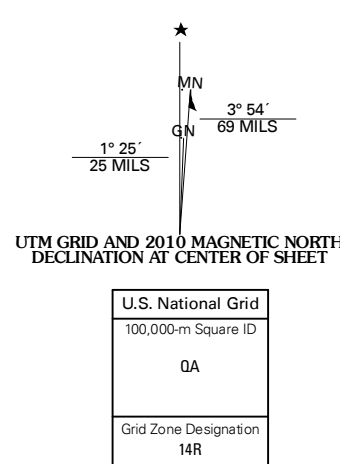 MN
3° 54´
69 MILS
GN
1° 25´
25 MILS
UTM GRID AND 2010 MAGNETIC NORTH
DECLINATION AT CENTER OF SHEET
U.S. National Grid
100,000-m Square ID
QA
Grid Zone Designation
14R